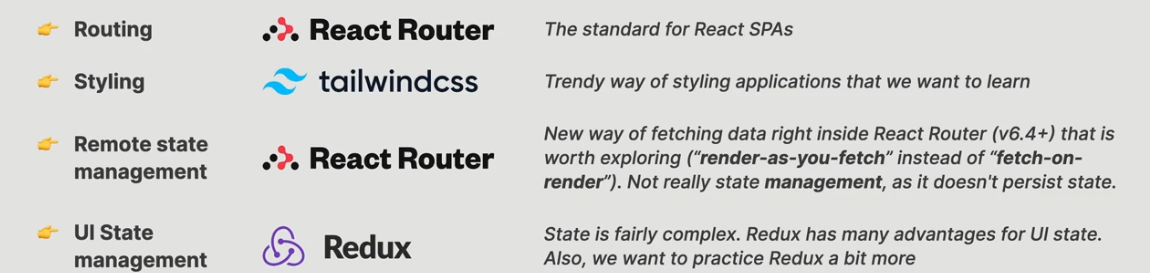 👉 Routing React Router The standard for React SPAs
👉 Styling tailwindcss Trendy way of styling applications that we want to learn
👉 Remote state
management
React Router
New way of fetching data right inside React Router (v6.4+) that is
worth exploring (“render-as-you-fetch” instead of “fetch-on-
render”). Not really state management, as it doesn't persist state.
👉 UI State
management
Redux
State is fairly complex. Redux has many advantages for UI state.
Also, we want to practice Redux a bit more